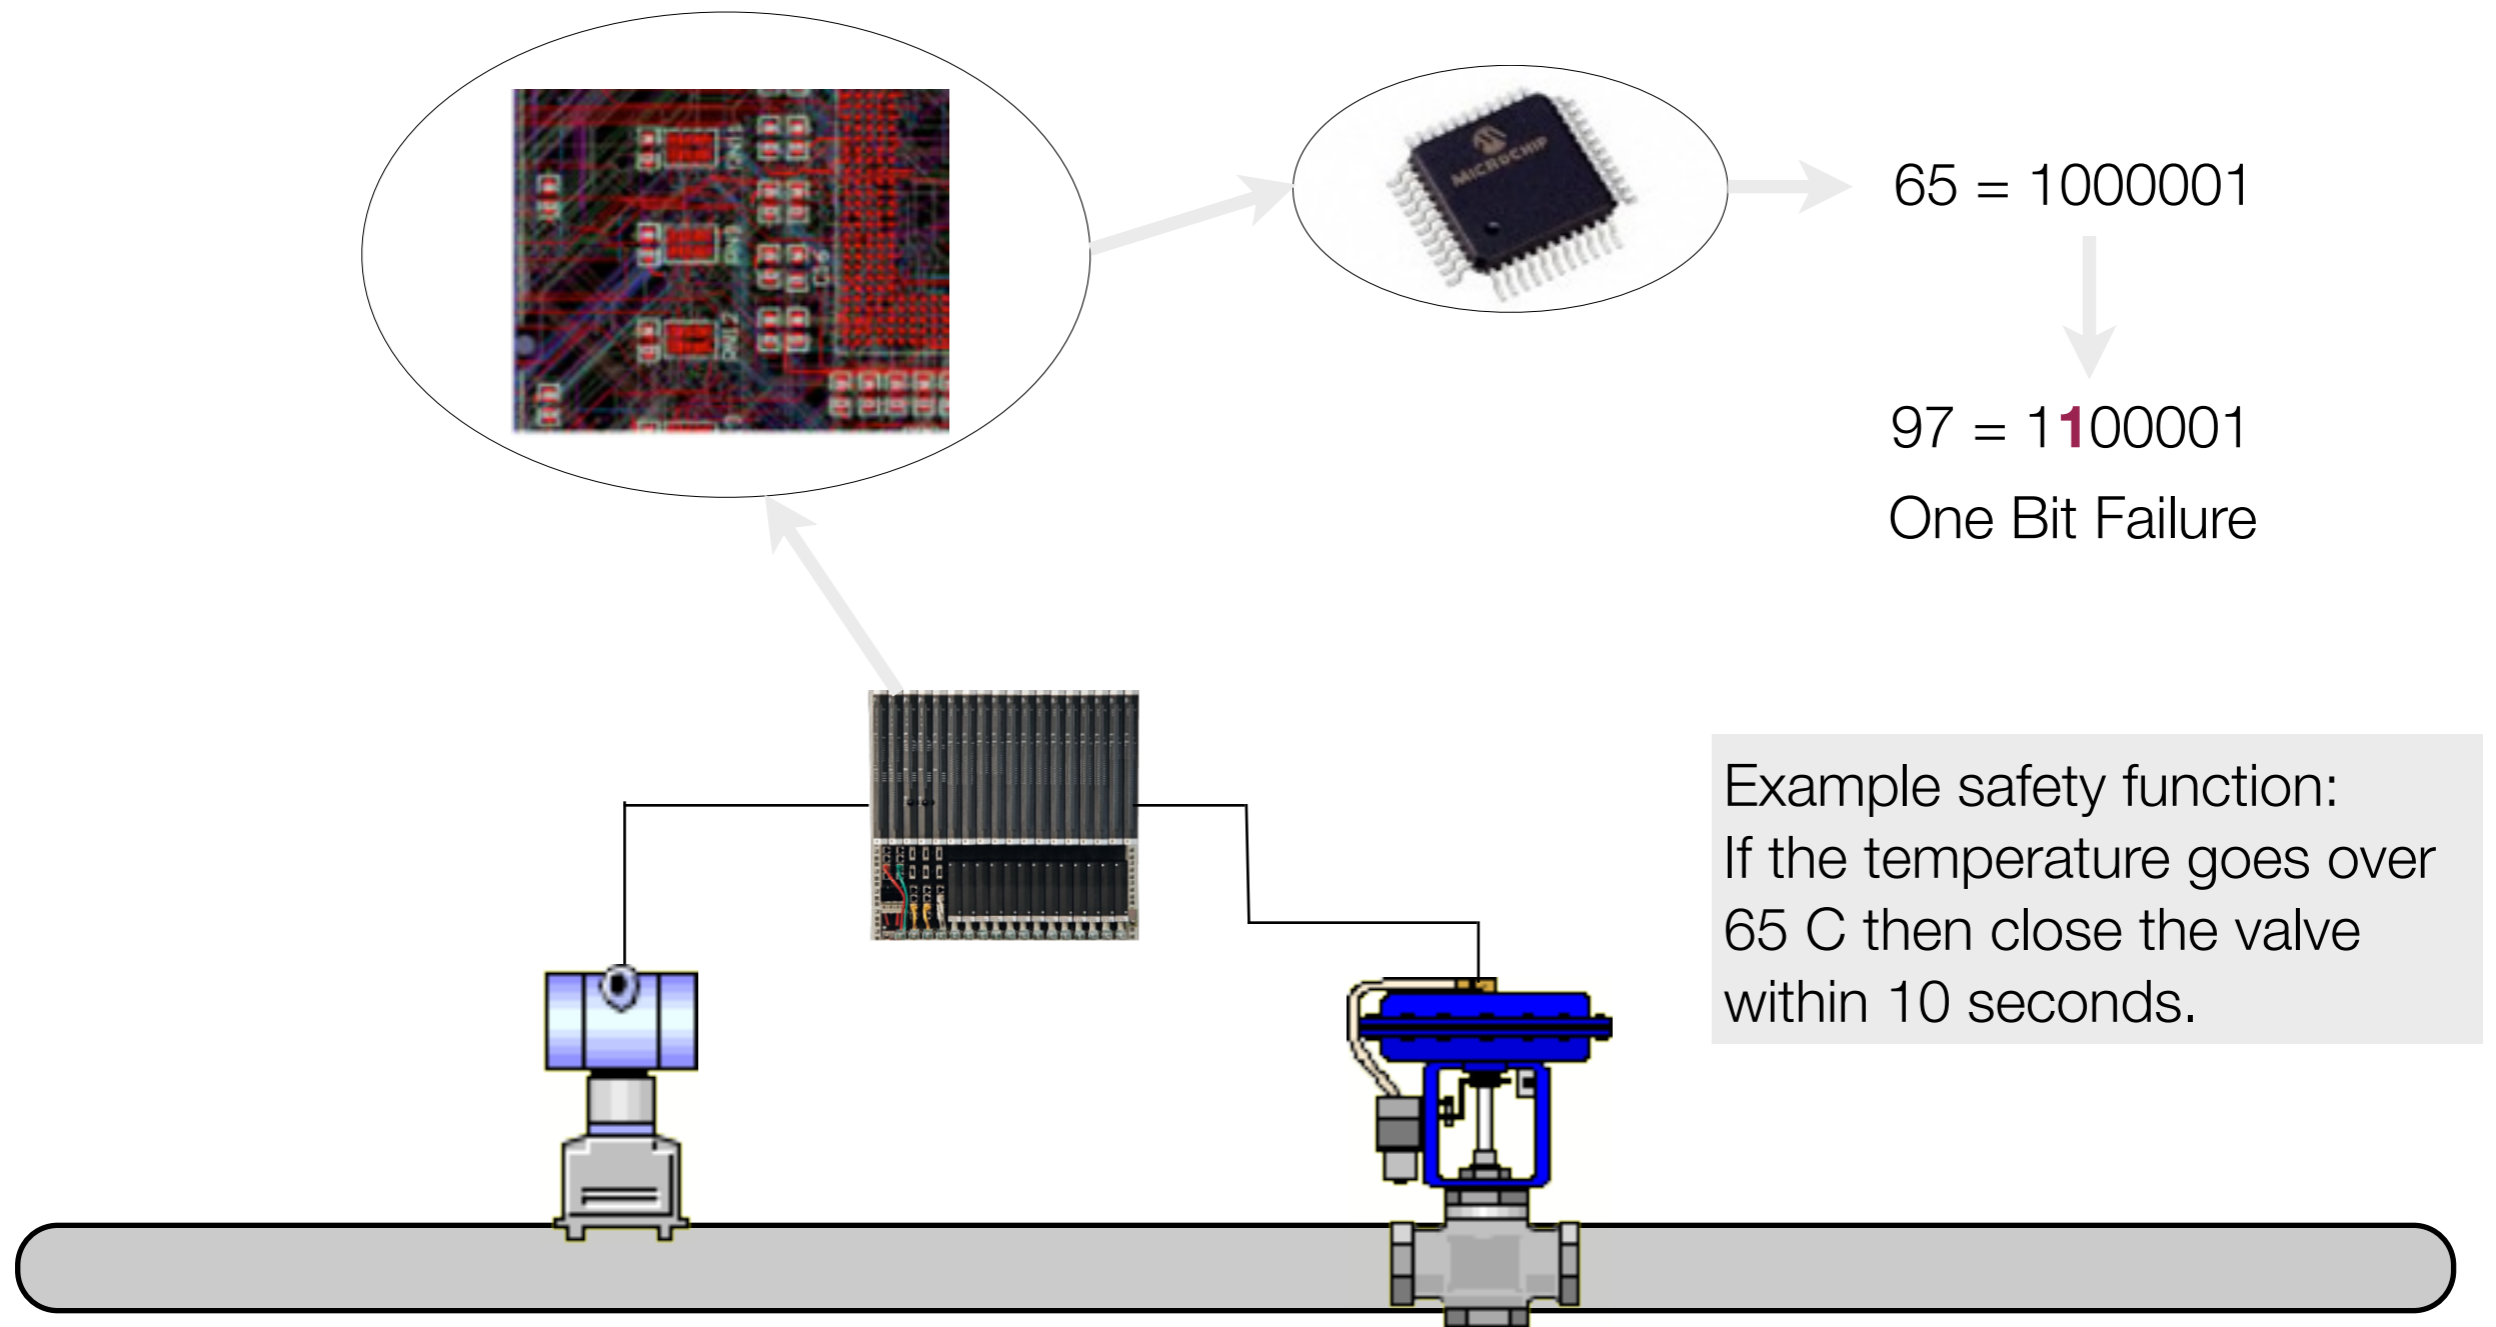 MICROCHIP
65 = 1000001
97 = 1100001
One Bit Failure
Example safety function:
If the temperature goes over
65 C then close the valve
within 10 seconds.